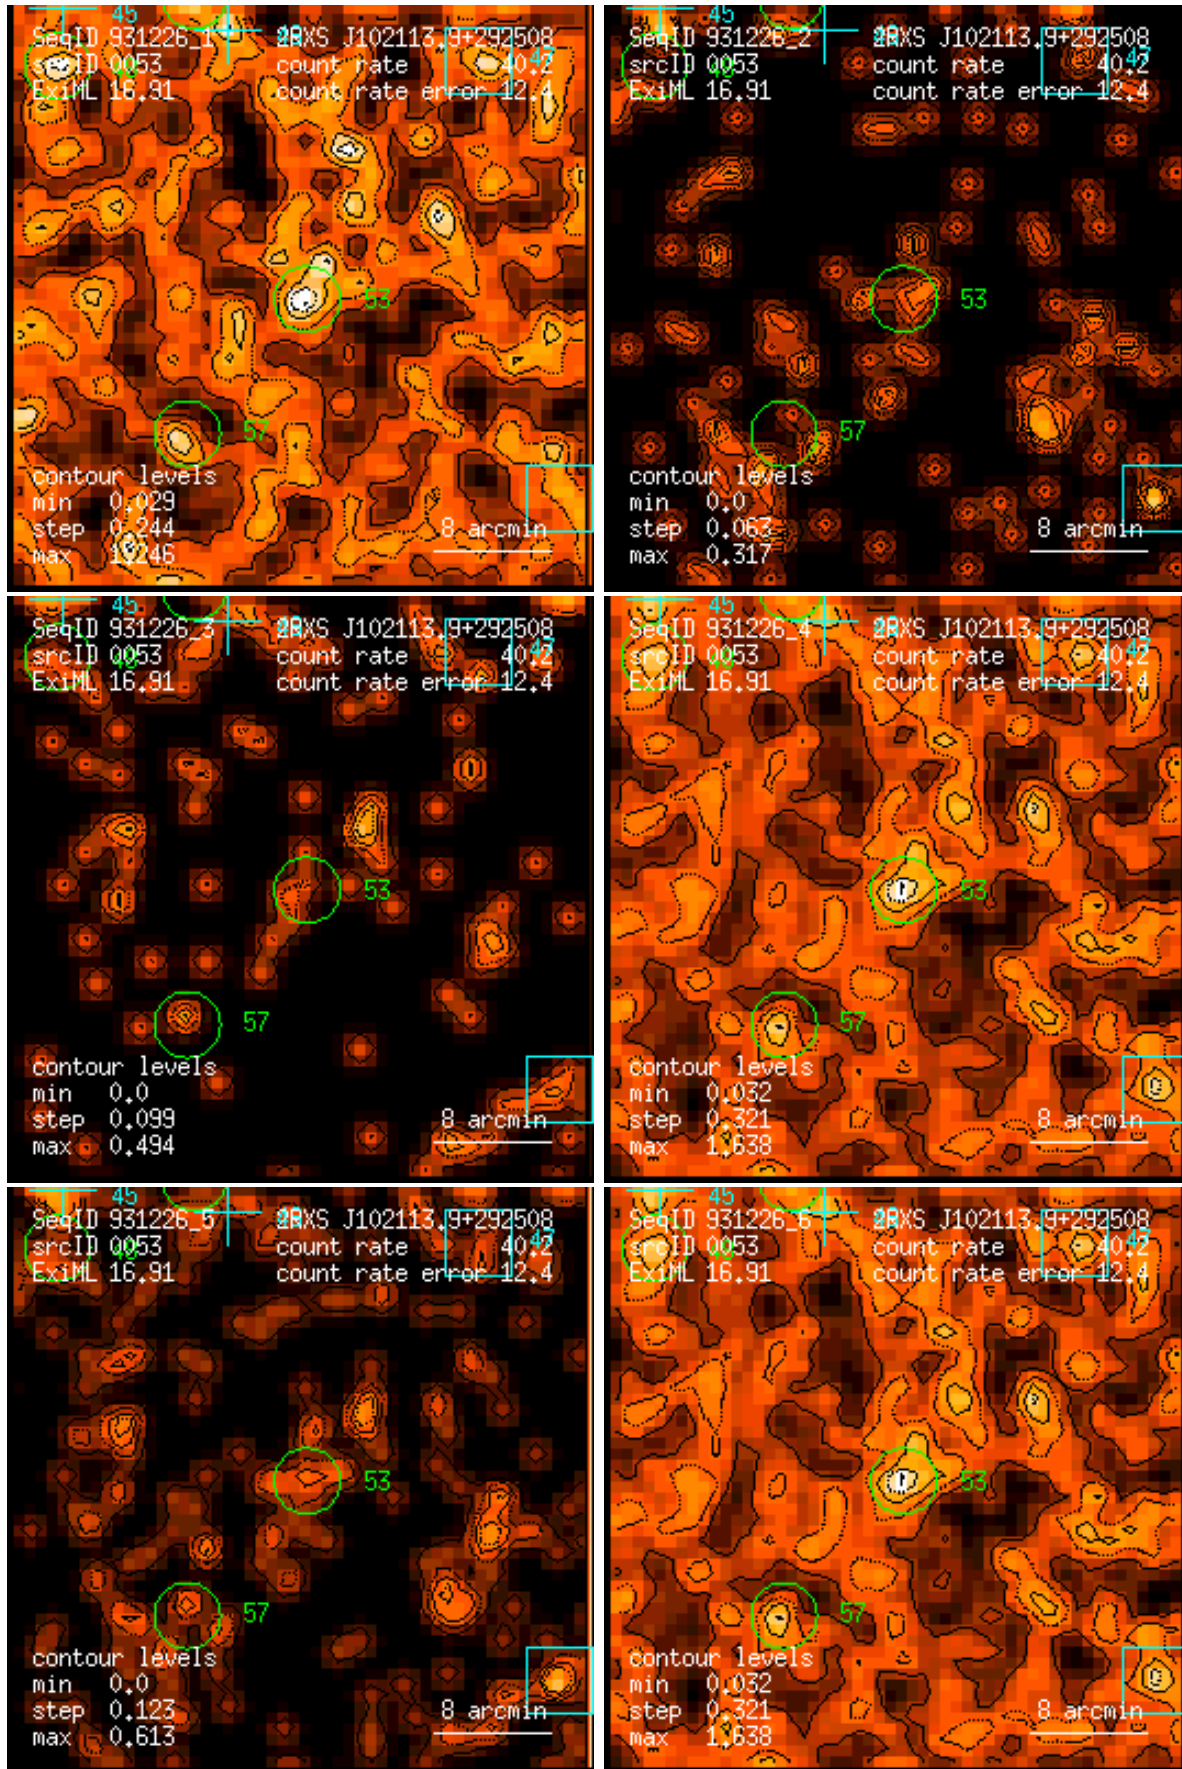 45
SeqID 931226_1 2RXS J102113.9+292508
srcID 0053 count rate 40.2 47
ExiML 16.91 count rate error 12.4
53
57
contour levels
min 0.029
step 0.244
max 1.246
8 arcmin
45
SeqID 931226_2 2RXS J102113.9+292508
srcID 0053 count rate 40.2 47
ExiML 16.91 count rate error 12.4
53
57
contour levels
min 0.0
step 0.063
max 0.317
8 arcmin
45
SeqID 931226_3 2RXS J102113.9+292508
srcID 0053 count rate 40.2 47
ExiML 16.91 count rate error 12.4
53
57
contour levels
min 0.0
step 0.099
max 0.494
8 arcmin
45
SeqID 931226_4 2RXS J102113.9+292508
srcID 0053 count rate 40.2 47
ExiML 16.91 count rate error 12.4
53
57
contour levels
min 0.032
step 0.321
max 1.638
8 arcmin
45
SeqID 931226_5 2RXS J102113.9+292508
srcID 0053 count rate 40.2 47
ExiML 16.91 count rate error 12.4
53
57
contour levels
min 0.0
step 0.123
max 0.613
8 arcmin
45
SeqID 931226_6 2RXS J102113.9+292508
srcID 0053 count rate 40.2 47
ExiML 16.91 count rate error 12.4
53
57
contour levels
min 0.032
step 0.321
max 1.638
8 arcmin